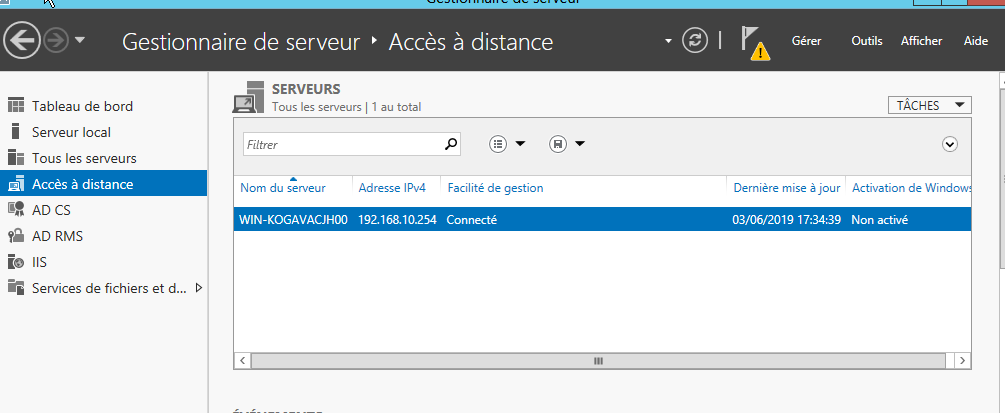 Gestionnaire de serveur
Gestionnaire de serveur ‣ Accès à distance
Gérer Outils Afficher Aide
Tableau de bord
Serveur local
Tous les serveurs
Accès à distance
AD CS
AD RMS
IIS
Services de fichiers et d...
SERVEURS
Tous les serveurs | 1 au total
TÂCHES
Filtrer
Nom du serveur Adresse IPv4 Facilité de gestion Dernière mise à jour Activation de Windows
WIN-KOGAVACJH00 192.168.10.254 Connecté 03/06/2019 17:34:39 Non activé
ÉVÉNEMENTS